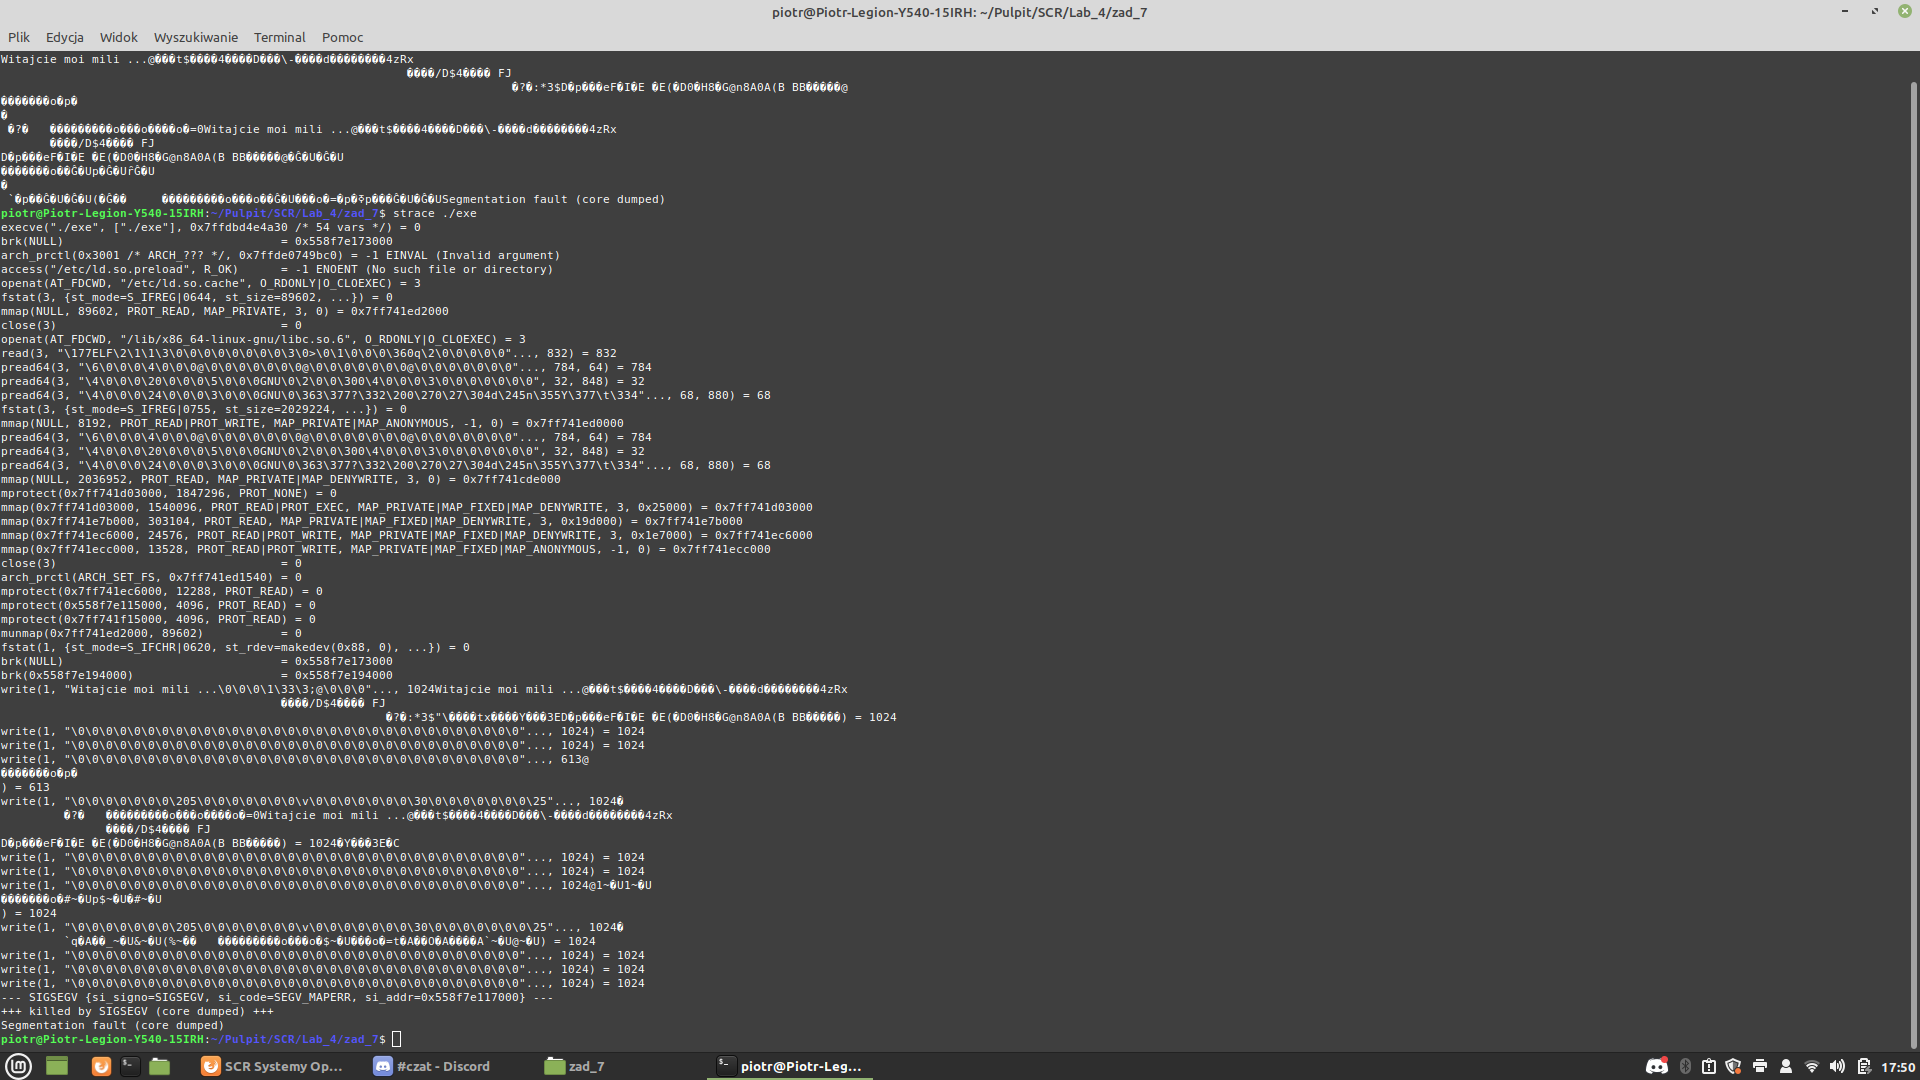 piotr@Piotr-Legion-Y540-15IRH: ~/Pulpit/SCR/Lab_4/zad_7
Plik Edycja Widok Wyszukiwanie Terminal Pomoc
Witajcie moi mili ...@���t$����4����D���\-����d��������4zRx
����/D$4���� FJ
�?�:*3$D�p���eF�I�E �E(�D0�H8�G@n8A0A(B BB�����@
�������o�p�
�
�?�   ���������o���o����o�=0Witajcie moi mili ...@���t$����4����D���\-����d��������4zRx
����/D$4���� FJ
D�p���eF�I�E �E(�D0�H8�G@n8A0A(B BB�����@�Ĝ�U�Ĝ�U
�������o��Ĝ�Up�Ĝ�UȓĜ�U
�
`�p��Ĝ�U�Ĝ�U(�Ĝ��     ���������o���o��Ĝ�U���o�=�p�ⳳp���Ĝ�U�Ĝ�USegmentation fault (core dumped)
piotr@Piotr-Legion-Y540-15IRH:~/Pulpit/SCR/Lab_4/zad_7$ strace ./exe
execve("./exe", ["./exe"], 0x7ffdbd4e4a30 /* 54 vars */) = 0
brk(NULL)                               = 0x558f7e173000
arch_prctl(0x3001 /* ARCH_??? */, 0x7ffde0749bc0) = -1 EINVAL (Invalid argument)
access("/etc/ld.so.preload", R_OK)      = -1 ENOENT (No such file or directory)
openat(AT_FDCWD, "/etc/ld.so.cache", O_RDONLY|O_CLOEXEC) = 3
fstat(3, {st_mode=S_IFREG|0644, st_size=89602, ...}) = 0
mmap(NULL, 89602, PROT_READ, MAP_PRIVATE, 3, 0) = 0x7ff741ed2000
close(3)                                = 0
openat(AT_FDCWD, "/lib/x86_64-linux-gnu/libc.so.6", O_RDONLY|O_CLOEXEC) = 3
read(3, "\177ELF\2\1\1\3\0\0\0\0\0\0\0\0\3\0>\0\1\0\0\0\360q\2\0\0\0\0\0"..., 832) = 832
pread64(3, "\6\0\0\0\4\0\0\0@\0\0\0\0\0\0\0@\0\0\0\0\0\0\0@\0\0\0\0\0\0\0"..., 784, 64) = 784
pread64(3, "\4\0\0\0\20\0\0\0\5\0\0\0GNU\0\2\0\0\300\4\0\0\0\3\0\0\0\0\0\0\0", 32, 848) = 32
pread64(3, "\4\0\0\0\24\0\0\0\3\0\0\0GNU\0\363\377?\332\200\270\27\304d\245n\355Y\377\t\334"..., 68, 880) = 68
fstat(3, {st_mode=S_IFREG|0755, st_size=2029224, ...}) = 0
mmap(NULL, 8192, PROT_READ|PROT_WRITE, MAP_PRIVATE|MAP_ANONYMOUS, -1, 0) = 0x7ff741ed0000
pread64(3, "\6\0\0\0\4\0\0\0@\0\0\0\0\0\0\0@\0\0\0\0\0\0\0@\0\0\0\0\0\0\0"..., 784, 64) = 784
pread64(3, "\4\0\0\0\20\0\0\0\5\0\0\0GNU\0\2\0\0\300\4\0\0\0\3\0\0\0\0\0\0\0", 32, 848) = 32
pread64(3, "\4\0\0\0\24\0\0\0\3\0\0\0GNU\0\363\377?\332\200\270\27\304d\245n\355Y\377\t\334"..., 68, 880) = 68
mmap(NULL, 2036952, PROT_READ, MAP_PRIVATE|MAP_DENYWRITE, 3, 0) = 0x7ff741cde000
mprotect(0x7ff741d03000, 1847296, PROT_NONE) = 0
mmap(0x7ff741d03000, 1540096, PROT_READ|PROT_EXEC, MAP_PRIVATE|MAP_FIXED|MAP_DENYWRITE, 3, 0x25000) = 0x7ff741d03000
mmap(0x7ff741e7b000, 303104, PROT_READ, MAP_PRIVATE|MAP_FIXED|MAP_DENYWRITE, 3, 0x19d000) = 0x7ff741e7b000
mmap(0x7ff741ec6000, 24576, PROT_READ|PROT_WRITE, MAP_PRIVATE|MAP_FIXED|MAP_DENYWRITE, 3, 0x1e7000) = 0x7ff741ec6000
mmap(0x7ff741ecc000, 13528, PROT_READ|PROT_WRITE, MAP_PRIVATE|MAP_FIXED|MAP_ANONYMOUS, -1, 0) = 0x7ff741ecc000
close(3)                                = 0
arch_prctl(ARCH_SET_FS, 0x7ff741ed1540) = 0
mprotect(0x7ff741ec6000, 12288, PROT_READ) = 0
mprotect(0x558f7e115000, 4096, PROT_READ) = 0
mprotect(0x7ff741f15000, 4096, PROT_READ) = 0
munmap(0x7ff741ed2000, 89602)           = 0
fstat(1, {st_mode=S_IFCHR|0620, st_rdev=makedev(0x88, 0), ...}) = 0
brk(NULL)                               = 0x558f7e173000
brk(0x558f7e194000)                     = 0x558f7e194000
write(1, "Witajcie moi mili ...\0\0\0\1\33\3;@\0\0\0"..., 1024Witajcie moi mili ...@���t$����4����D���\-����d��������4zRx
����/D$4���� FJ
�?�:*3$"\����tx����Y���3ED�p���eF�I�E �E(�D0�H8�G@n8A0A(B BB�����) = 1024
write(1, "\0\0\0\0\0\0\0\0\0\0\0\0\0\0\0\0\0\0\0\0\0\0\0\0\0\0\0\0\0\0\0\0"..., 1024) = 1024
write(1, "\0\0\0\0\0\0\0\0\0\0\0\0\0\0\0\0\0\0\0\0\0\0\0\0\0\0\0\0\0\0\0\0"..., 1024) = 1024
write(1, "\0\0\0\0\0\0\0\0\0\0\0\0\0\0\0\0\0\0\0\0\0\0\0\0\0\0\0\0\0\0\0\0"..., 613@
�������o�p�
) = 613
write(1, "\0\0\0\0\0\0\0\205\0\0\0\0\0\0\0\v\0\0\0\0\0\0\0\30\0\0\0\0\0\0\0\25"..., 1024�
�?�   ���������o���o����o�=0Witajcie moi mili ...@���t$����4����D���\-����d��������4zRx
����/D$4���� FJ
D�p���eF�I�E �E(�D0�H8�G@n8A0A(B BB�����) = 1024�Y���3E�C
write(1, "\0\0\0\0\0\0\0\0\0\0\0\0\0\0\0\0\0\0\0\0\0\0\0\0\0\0\0\0\0\0\0\0"..., 1024) = 1024
write(1, "\0\0\0\0\0\0\0\0\0\0\0\0\0\0\0\0\0\0\0\0\0\0\0\0\0\0\0\0\0\0\0\0"..., 1024) = 1024
write(1, "\0\0\0\0\0\0\0\0\0\0\0\0\0\0\0\0\0\0\0\0\0\0\0\0\0\0\0\0\0\0\0\0"..., 1024@1~�U1~�U
�������o�#~�Up$~�U�#~�U
) = 1024
write(1, "\0\0\0\0\0\0\0\205\0\0\0\0\0\0\0\v\0\0\0\0\0\0\0\30\0\0\0\0\0\0\0\25"..., 1024�
`q�A��_~�U&~�U(%~��   ���������o���o�$~�U���o�=t�A��O�A����A`~�U@~�U) = 1024
write(1, "\0\0\0\0\0\0\0\0\0\0\0\0\0\0\0\0\0\0\0\0\0\0\0\0\0\0\0\0\0\0\0\0"..., 1024) = 1024
write(1, "\0\0\0\0\0\0\0\0\0\0\0\0\0\0\0\0\0\0\0\0\0\0\0\0\0\0\0\0\0\0\0\0"..., 1024) = 1024
write(1, "\0\0\0\0\0\0\0\0\0\0\0\0\0\0\0\0\0\0\0\0\0\0\0\0\0\0\0\0\0\0\0\0"..., 1024) = 1024
--- SIGSEGV {si_signo=SIGSEGV, si_code=SEGV_MAPERR, si_addr=0x558f7e117000} ---
+++ killed by SIGSEGV (core dumped) +++
Segmentation fault (core dumped)
piotr@Piotr-Legion-Y540-15IRH:~/Pulpit/SCR/Lab_4/zad_7$
SCR Systemy Op... #czat - Discord zad_7 piotr@Piotr-Leg... 17:50